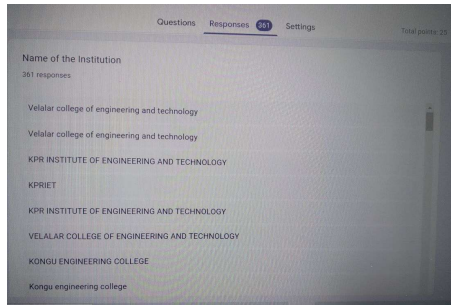 Questions Responses 361 Settings
Total points: 25
Name of the Institution
361 responses
Velalar college of engineering and technology
Velalar college of engineering and technology
KPR INSTITUTE OF ENGINEERING AND TECHNOLOGY
KPRIET
KPR INSTITUTE OF ENGINEERING AND TECHNOLOGY
VELALAR COLLEGE OF ENGINEERING AND TECHNOLOGY
KONGU ENGINEERING COLLEGE
Kongu engineering college